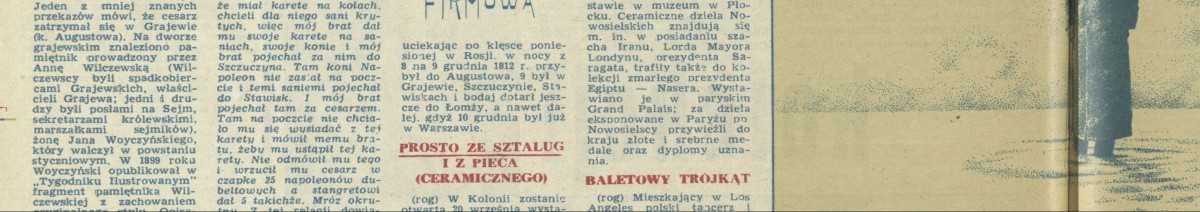 Jeden z mniej znanych
przekazów mówi, że cesarz
zatrzymał się w Grajewie
(k. Augustowa). Na dworze
grajewskim znaleziono pa-
miętnik prowadzony przez
Annę Wilczewską (Wil-
czewscy byli spadkobier-
cami Grajewskich, właści-
cieli Grajewa; jedni i dru-
dzy byli posłami na Sejm,
sekretarzami królewskimi,
marszałkami sejmików),
żonę Jana Woyczyńskiego,
który walczył w powstaniu
styczniowym. W 1899 roku
Woyczyński opublikował w
„Tygodniku Ilustrowanym"
fragment pamiętnika Wil-
czewskiej z zachowaniem
że miał karetę na kołach,
chcieli dla niego sani kry-
tych, więc mój brat dał
mu swoje karetę na sa-
niach, swoje konie i mój
brat pojechał za nim do
Szczuczyna. Tam koni Na-
poleon nie zastał na pocz-
cie i temi saniemi pojechał
do Stawisk. I mój brat
pojechał tam za cesarzem.
Tam na poczcie nie chcia-
ło mu się wysiadać z tej
karety i mówił memu bra-
tu, żeby mu ustąpił tej ka-
rety. Nie odmówił mu tego
i wrzucił mu cesarz w
czapkę 25 napoleonów du-
beltowych a stangretowi
dał 5 takichże. Mróz okru-
tny. Z tej relacji dowia-
FIRMOWA
uciekając po klęsce ponie-
sionej w Rosji, w nocy z
8 na 9 grudnia 1812 r. przy-
był do Augustowa, 9 był w
Grajewie, Szczuczynie, Sta-
wiskach i bodaj dotarł jesz-
cze do Łomży, a nawet da-
lej, gdyż 10 grudnia był już
w Warszawie.
PROSTO ZE SZTALUG
I Z PIECA
(CERAMICZNEGO)
(rog) W Kolonii zostanie
otwarta 20 września wysta-
stawie w muzeum w Pło-
cku. Ceramiczne dzieła No-
wosielskich znajdują się
m. in. w posiadaniu sza-
cha Iranu, Lorda Mayora
Londynu, prezydenta Sa-
ragata, trafiły także do ko-
lekcji zmarłego prezydenta
Egiptu — Nasera. Wysta-
wiano je w paryskim
Grand Palais; za dzieła
eksponowane w Paryżu pp.
Nowosielscy przywieźli do
kraju złote i srebrne me-
dale oraz dyplomy uzna-
nia.
BALETOWY TRÓJKĄT
(rog) Mieszkający w Los
Angeles polski tancerz i